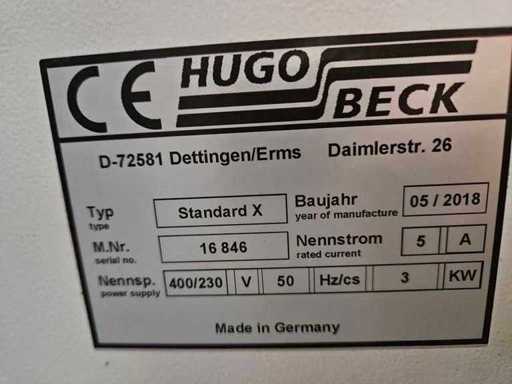 CE HUGO BECK
D-72581 Dettingen/Erms Daimlerstr. 26
Typ Standard X Baujahr 05/2018
type year of manufacture
M.Nr. 16 846 Nennstrom 5 A
serial no. rated current
Nennsp. 400/230 V 50 Hz/cs 3 KW
power supply
Made in Germany